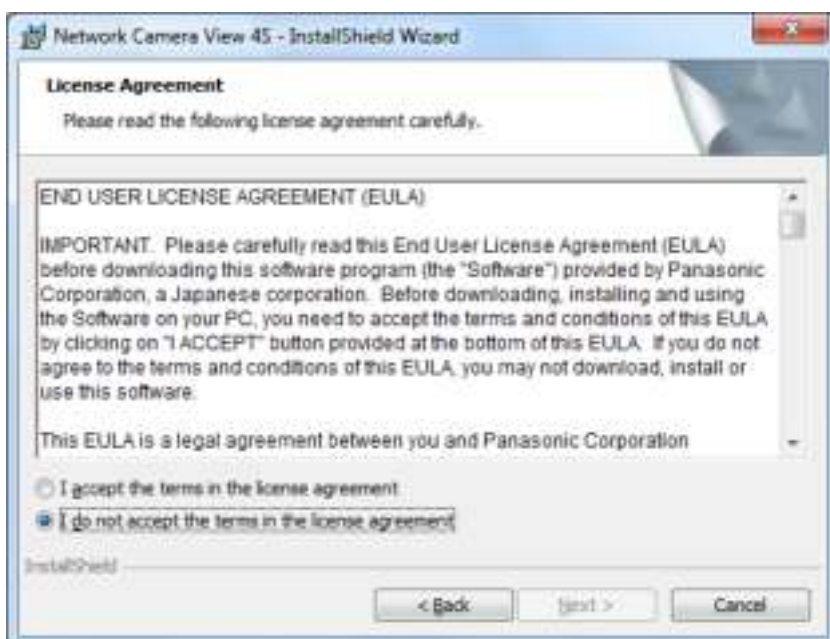 Network Camera View 4S - InstallShield Wizard
License Agreement
Please read the following license agreement carefully.
END USER LICENSE AGREEMENT (EULA)
IMPORTANT. Please carefully read this End User License Agreement (EULA)
before downloading this software program (the "Software") provided by Panasonic
Corporation, a Japanese corporation. Before downloading, installing and using
the Software on your PC, you need to accept the terms and conditions of this EULA
by clicking on "I ACCEPT" button provided at the bottom of this EULA. If you do not
agree to the terms and conditions of this EULA, you may not download, install or
use this software.
This EULA is a legal agreement between you and Panasonic Corporation
I accept the terms in the license agreement
I do not accept the terms in the license agreement
InstallShield
< Back Next > Cancel